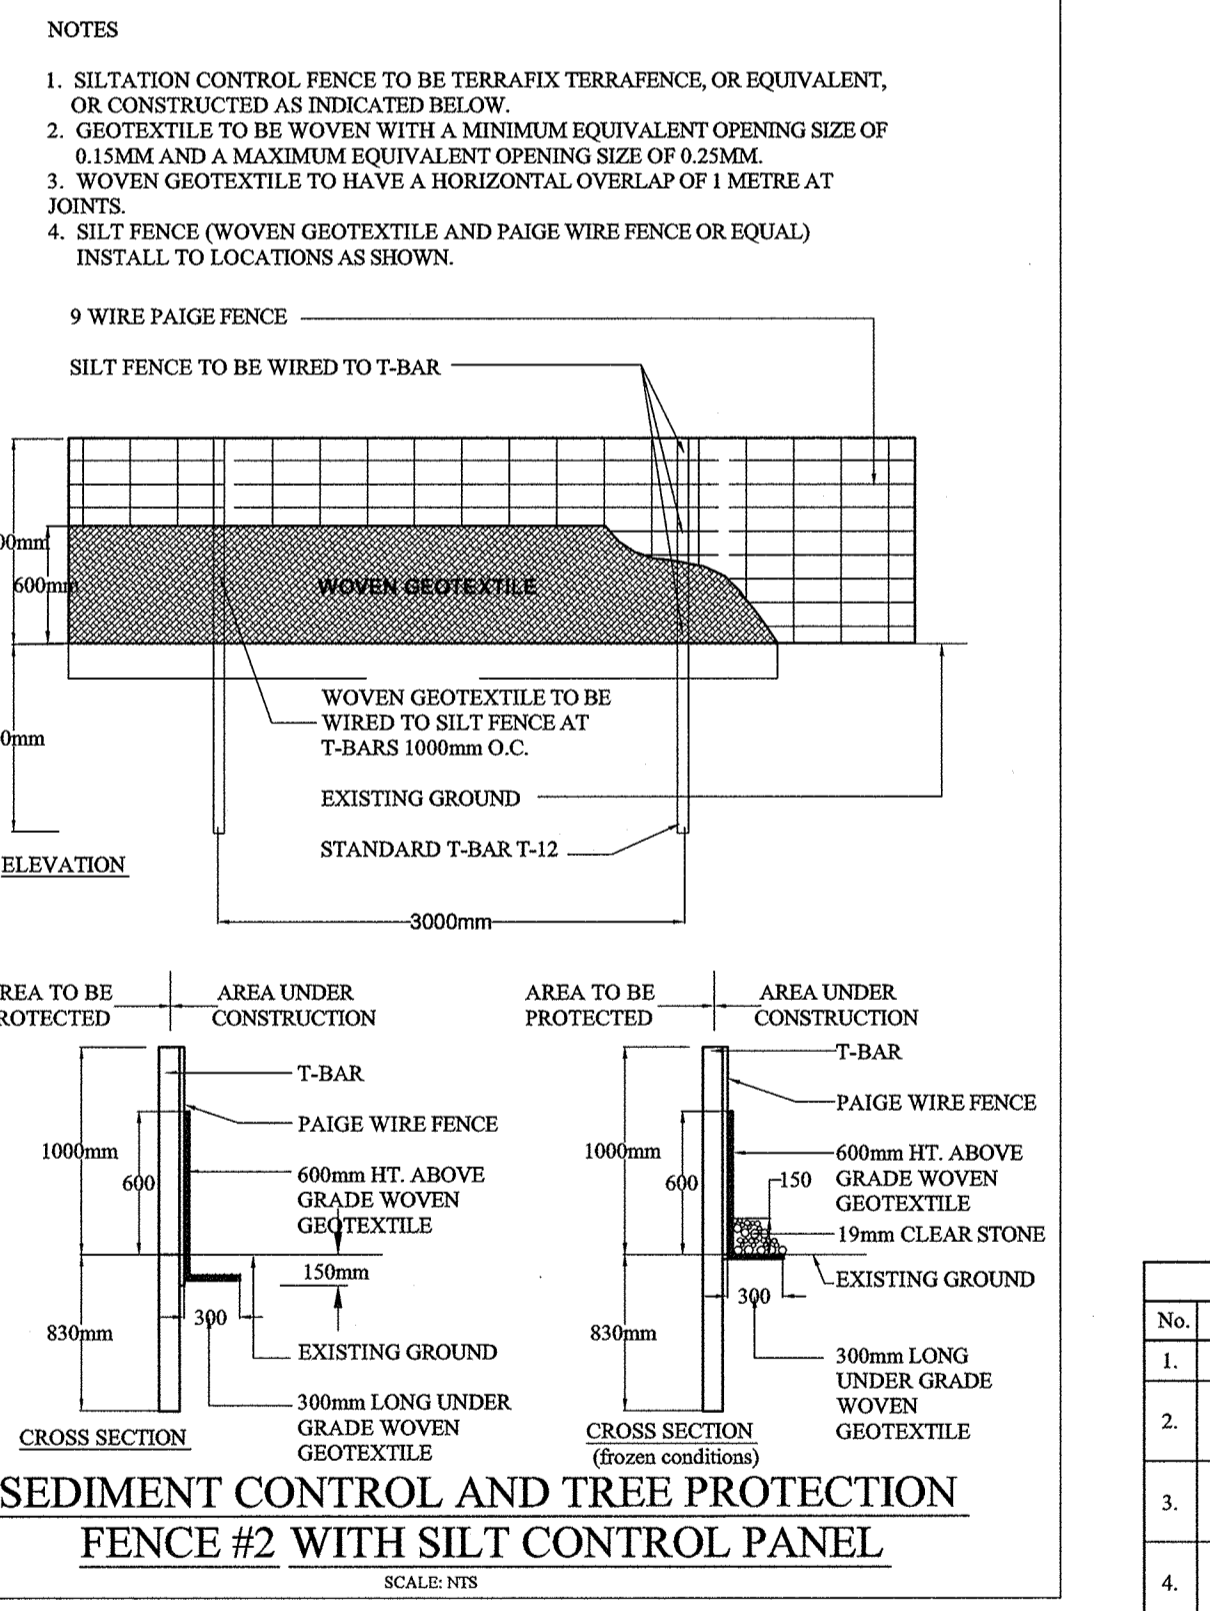 NOTES
1. SILTATION CONTROL FENCE TO BE TERRAFIX TERRAFENCE, OR EQUIVALENT,
OR CONSTRUCTED AS INDICATED BELOW.
2. GEOTEXTILE TO BE WOVEN WITH A MINIMUM EQUIVALENT OPENING SIZE OF
0.15MM AND A MAXIMUM EQUIVALENT OPENING SIZE OF 0.25MM.
3. WOVEN GEOTEXTILE TO HAVE A HORIZONTAL OVERLAP OF 1 METRE AT
JOINTS.
4. SILT FENCE (WOVEN GEOTEXTILE AND PAIGE WIRE FENCE OR EQUAL)
INSTALL TO LOCATIONS AS SHOWN.
9 WIRE PAIGE FENCE
SILT FENCE TO BE WIRED TO T-BAR
00mm
600mm
WOVEN GEOTEXTILE
WOVEN GEOTEXTILE TO BE
WIRED TO SILT FENCE AT
T-BARS 1000mm O.C.
0mm
EXISTING GROUND
STANDARD T-BAR T-12
ELEVATION
3000mm
REA TO BE
ROTECTED
AREA UNDER
CONSTRUCTION
T-BAR
PAIGE WIRE FENCE
1000mm
600
600mm HT. ABOVE
GRADE WOVEN
GEOTEXTILE
150mm
300
830mm
EXISTING GROUND
300mm LONG UNDER
GRADE WOVEN
GEOTEXTILE
CROSS SECTION
AREA TO BE
PROTECTED
AREA UNDER
CONSTRUCTION
T-BAR
PAIGE WIRE FENCE
1000mm
600
600mm HT. ABOVE
GRADE WOVEN
GEOTEXTILE
150
19mm CLEAR STONE
EXISTING GROUND
300
830mm
300mm LONG
UNDER GRADE
WOVEN
GEOTEXTILE
CROSS SECTION
(frozen conditions)
SEDIMENT CONTROL AND TREE PROTECTION
FENCE #2 WITH SILT CONTROL PANEL
SCALE: NTS
No.
1.
2.
3.
4.